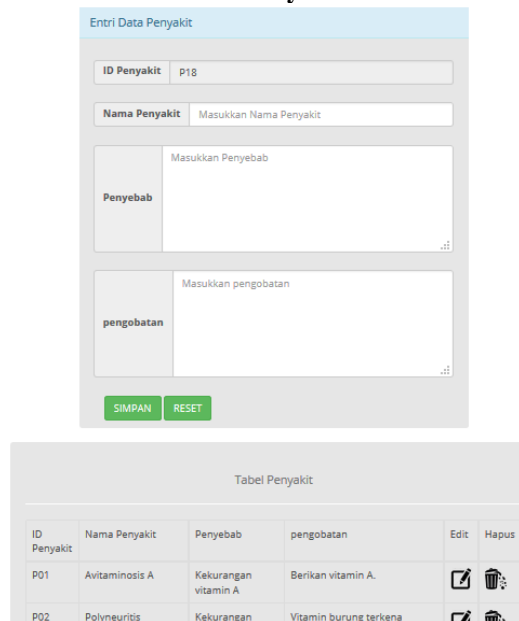 Entri Data Penyakit
ID Penyakit P18
Nama Penyakit Masukkan Nama Penyakit
Masukkan Penyebab
Penyebab
Masukkan pengobatan
pengobatan
SIMPAN RESET
Tabel Penyakit
ID Penyakit Nama Penyakit Penyebab pengobatan Edit Hapus
P01 Avitaminosis A Kekurangan vitamin A Berikan vitamin A.
P02 Polyneuritis Kekurangan Vitamin burung terkena